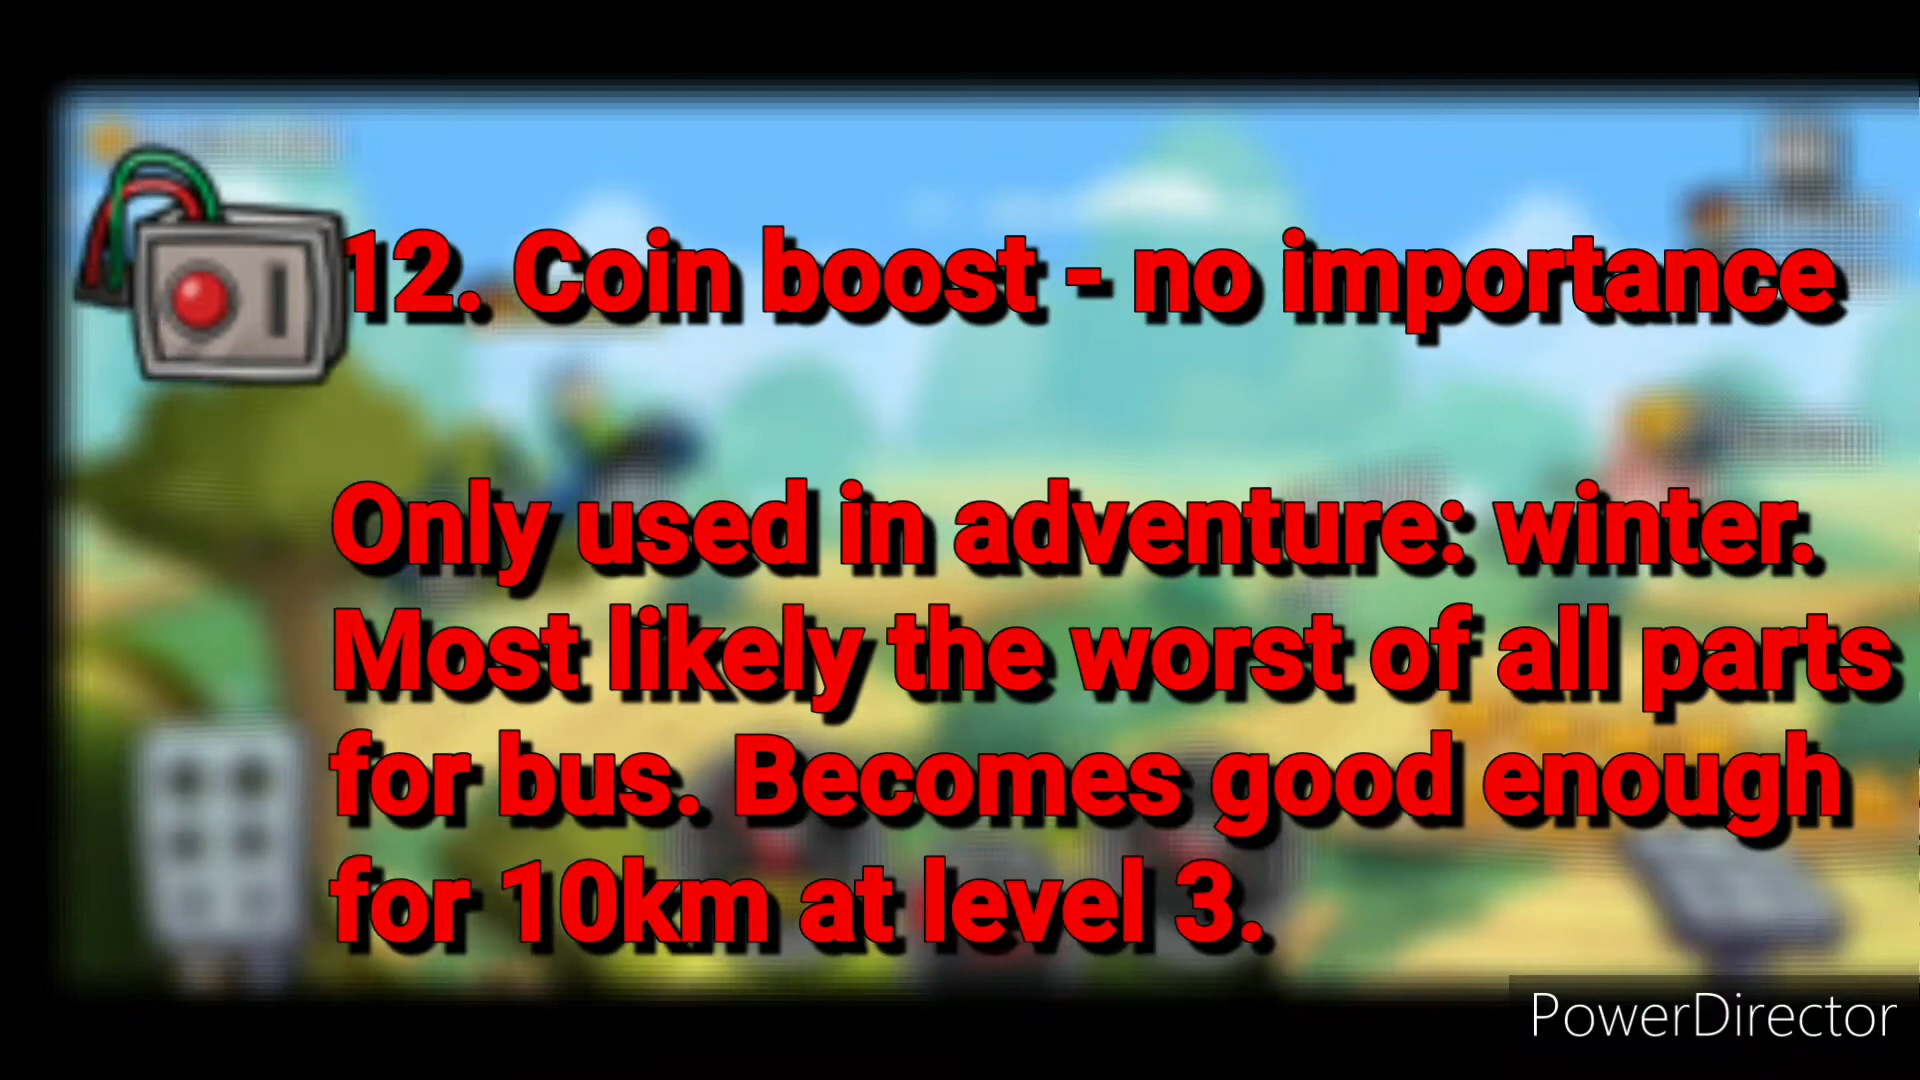 12. Coin boost - no importance
Only used in adventure: winter.
Most likely the worst of all parts
for bus. Becomes good enough
for 10km at level 3.
PowerDirector